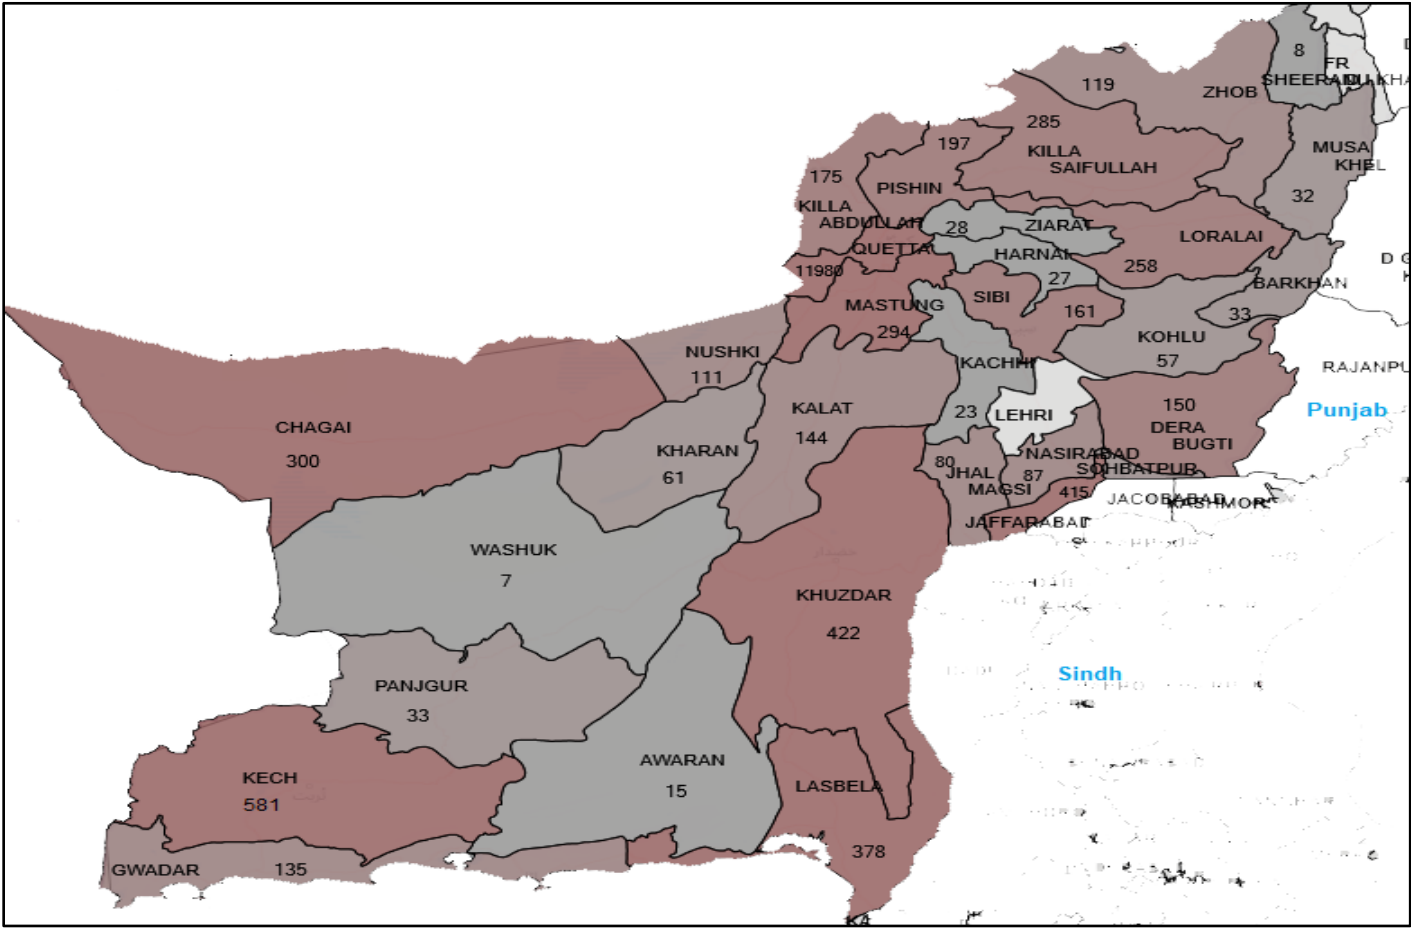 8
FR
119
ZHOB
SHEERANI
285
197
KILLA
SAIFULLAH
MUSA
KHEL
175
PISHIN
32
KILLA
ABDULLAH
28
ZIARAT
LORALAI
QUETTA
HARNAI
258
11980
27
D G
BARKHAN
MASTUNG
SIBI
161
33
294
KOHLU
57
NUSHKI
111
KACHHI
RAJANPU
CHAGAI
300
KALAT
144
23
LEHRI
150
DERA
BUGTI
Punjab
KHARAN
61
80
JHAL
MAGSI
NASIRABAD
87
SOHBATPUR
415
JACOBABAD
KASHMOR
JAFFARABAD
WASHUK
7
KHUZDAR
422
Sindh
PANJGUR
33
AWARAN
15
KECH
581
LASBELA
378
GWADAR
135
KA